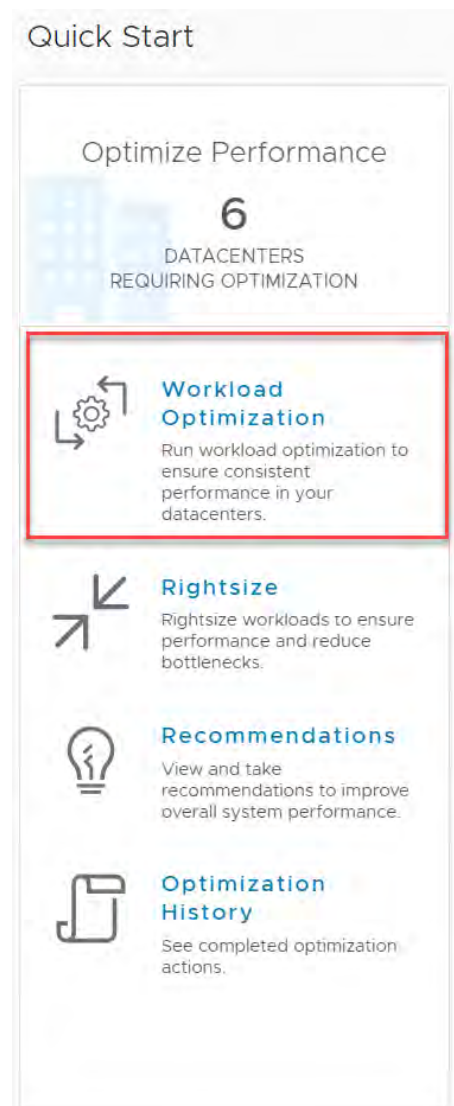 Quick Start
Optimize Performance
6
DATACENTERS
REQUIRING OPTIMIZATION
Workload
Optimization
Run workload optimization to
ensure consistent
performance in your
datacenters.
Rightsize
Rightsize workloads to ensure
performance and reduce
bottlenecks.
Recommendations
View and take
recommendations to improve
overall system performance.
Optimization
History
See completed optimization
actions.